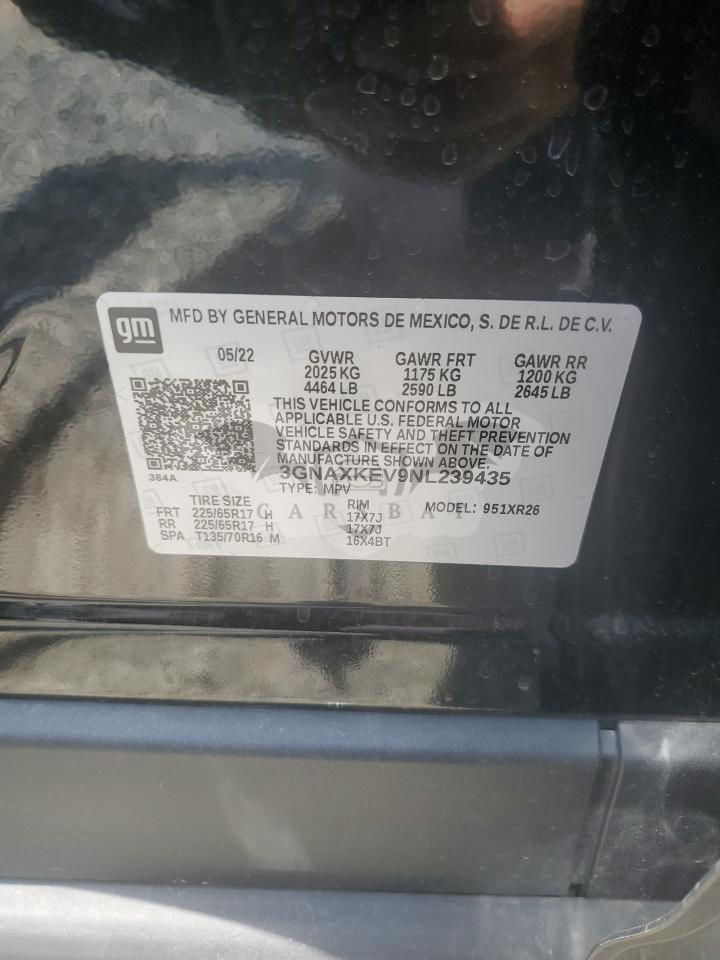 gm MFD BY GENERAL MOTORS DE MEXICO, S. DE R.L. DE C.V.
05/22 GVWR GAWR FRT GAWR RR
2025 KG 1175 KG 1200 KG
4464 LB 2590 LB 2645 LB
THIS VEHICLE CONFORMS TO ALL
APPLICABLE U.S. FEDERAL MOTOR
VEHICLE SAFETY AND THEFT PREVENTION
STANDARDS IN EFFECT ON THE DATE OF
MANUFACTURE SHOWN ABOVE.
384A 3GNAXKEV9NL239435
TYPE: MPV
TIRE SIZE RIM MODEL: 951XR26
FRT 225/65R17 H 17X7J
RR 225/65R17 H 17X7J
SPA T135/70R16 M 16X4BT